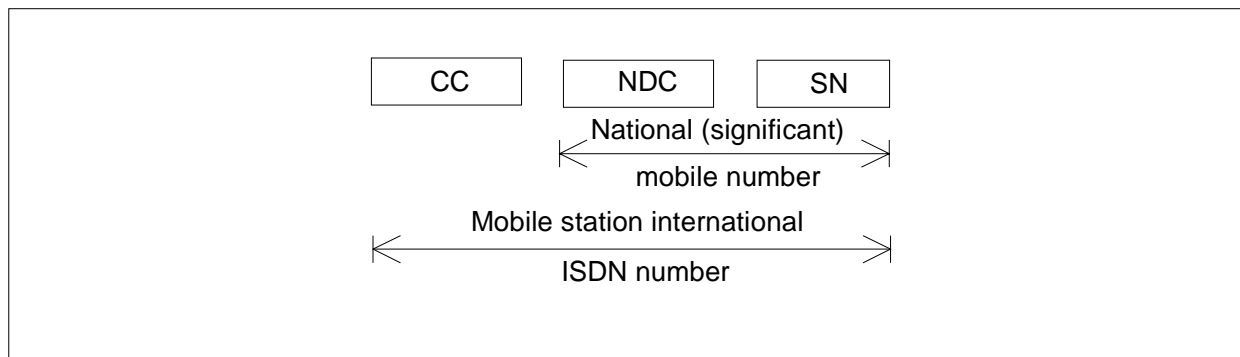 CC NDC SN
National (significant)
mobile number
Mobile station international
ISDN number